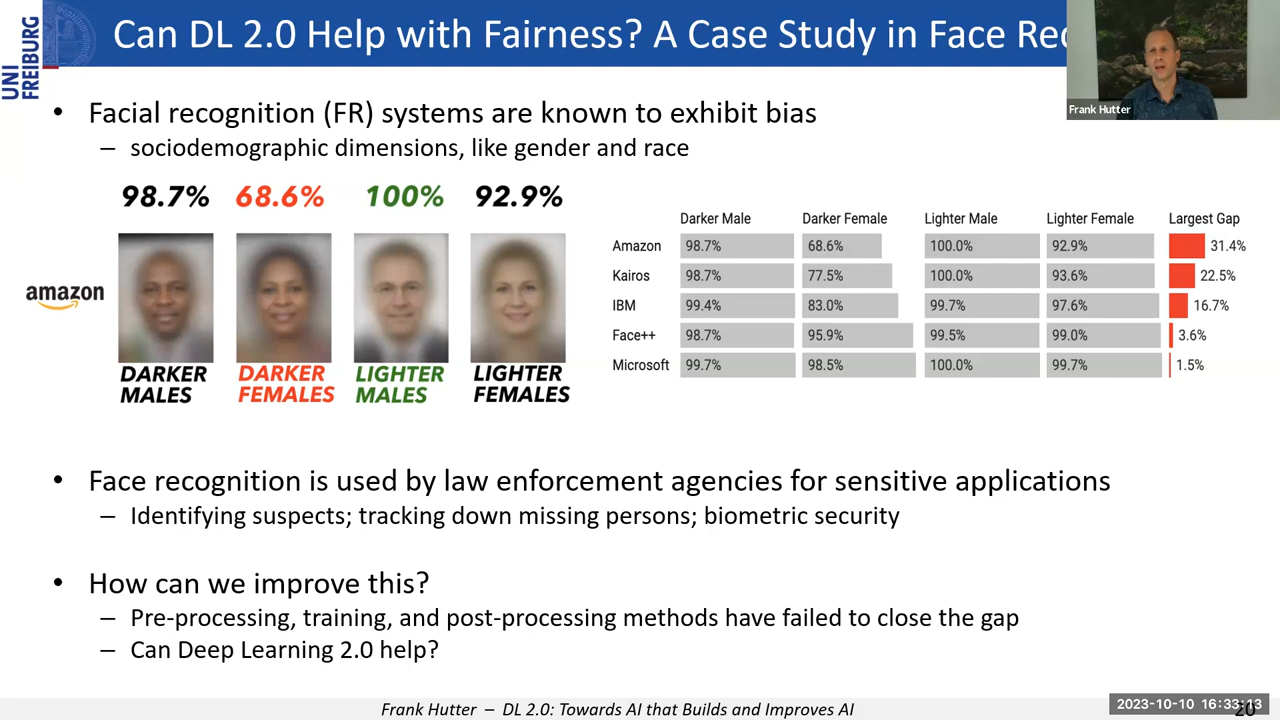 UNI
FREIBURG
Can DL 2.0 Help with Fairness? A Case Study in Face Rec
Frank Hutter
• Facial recognition (FR) systems are known to exhibit bias
– sociodemographic dimensions, like gender and race
98.7% 68.6% 100% 92.9%
amazon
DARKER MALES
DARKER FEMALES
LIGHTER MALES
LIGHTER FEMALES
Darker Male Darker Female Lighter Male Lighter Female Largest Gap
Amazon 98.7% 68.6% 100.0% 92.9% 31.4%
Kairos 98.7% 77.5% 100.0% 93.6% 22.5%
IBM 99.4% 83.0% 99.7% 97.6% 16.7%
Face++ 98.7% 95.9% 99.5% 99.0% 3.6%
Microsoft 99.7% 98.5% 100.0% 99.7% 1.5%
• Face recognition is used by law enforcement agencies for sensitive applications
– Identifying suspects; tracking down missing persons; biometric security
• How can we improve this?
– Pre-processing, training, and post-processing methods have failed to close the gap
– Can Deep Learning 2.0 help?
Frank Hutter – DL 2.0: Towards AI that Builds and Improves AI
2023-10-10 16:33:13
20